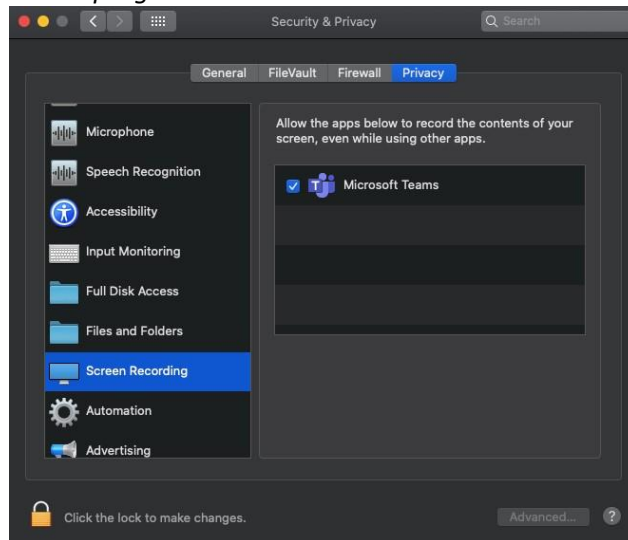 Security & Privacy
Search
General
FileVault
Firewall
Privacy
Microphone
Speech Recognition
Accessibility
Input Monitoring
Full Disk Access
Files and Folders
Screen Recording
Automation
Advertising
Allow the apps below to record the contents of your
screen, even while using other apps.
Microsoft Teams
Click the lock to make changes.
Advanced...
?